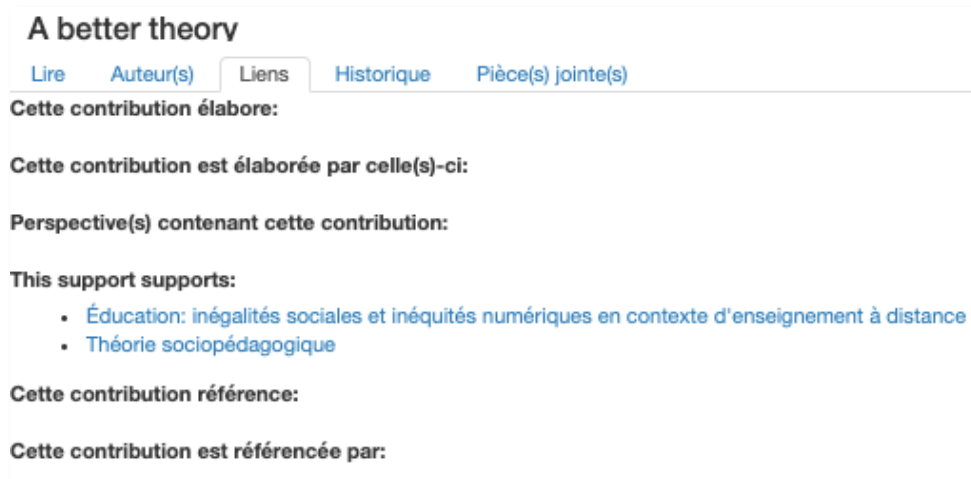 A better theory
Lire Auteur(s) Liens Historique Pièce(s) jointe(s)
Cette contribution élabore:
Cette contribution est élaborée par celle(s)-ci:
Perspective(s) contenant cette contribution:
This support supports:
• Éducation: inégalités sociales et inéquités numériques en contexte d'enseignement à distance
• Théorie sociopédagogique
Cette contribution référence:
Cette contribution est référencée par: